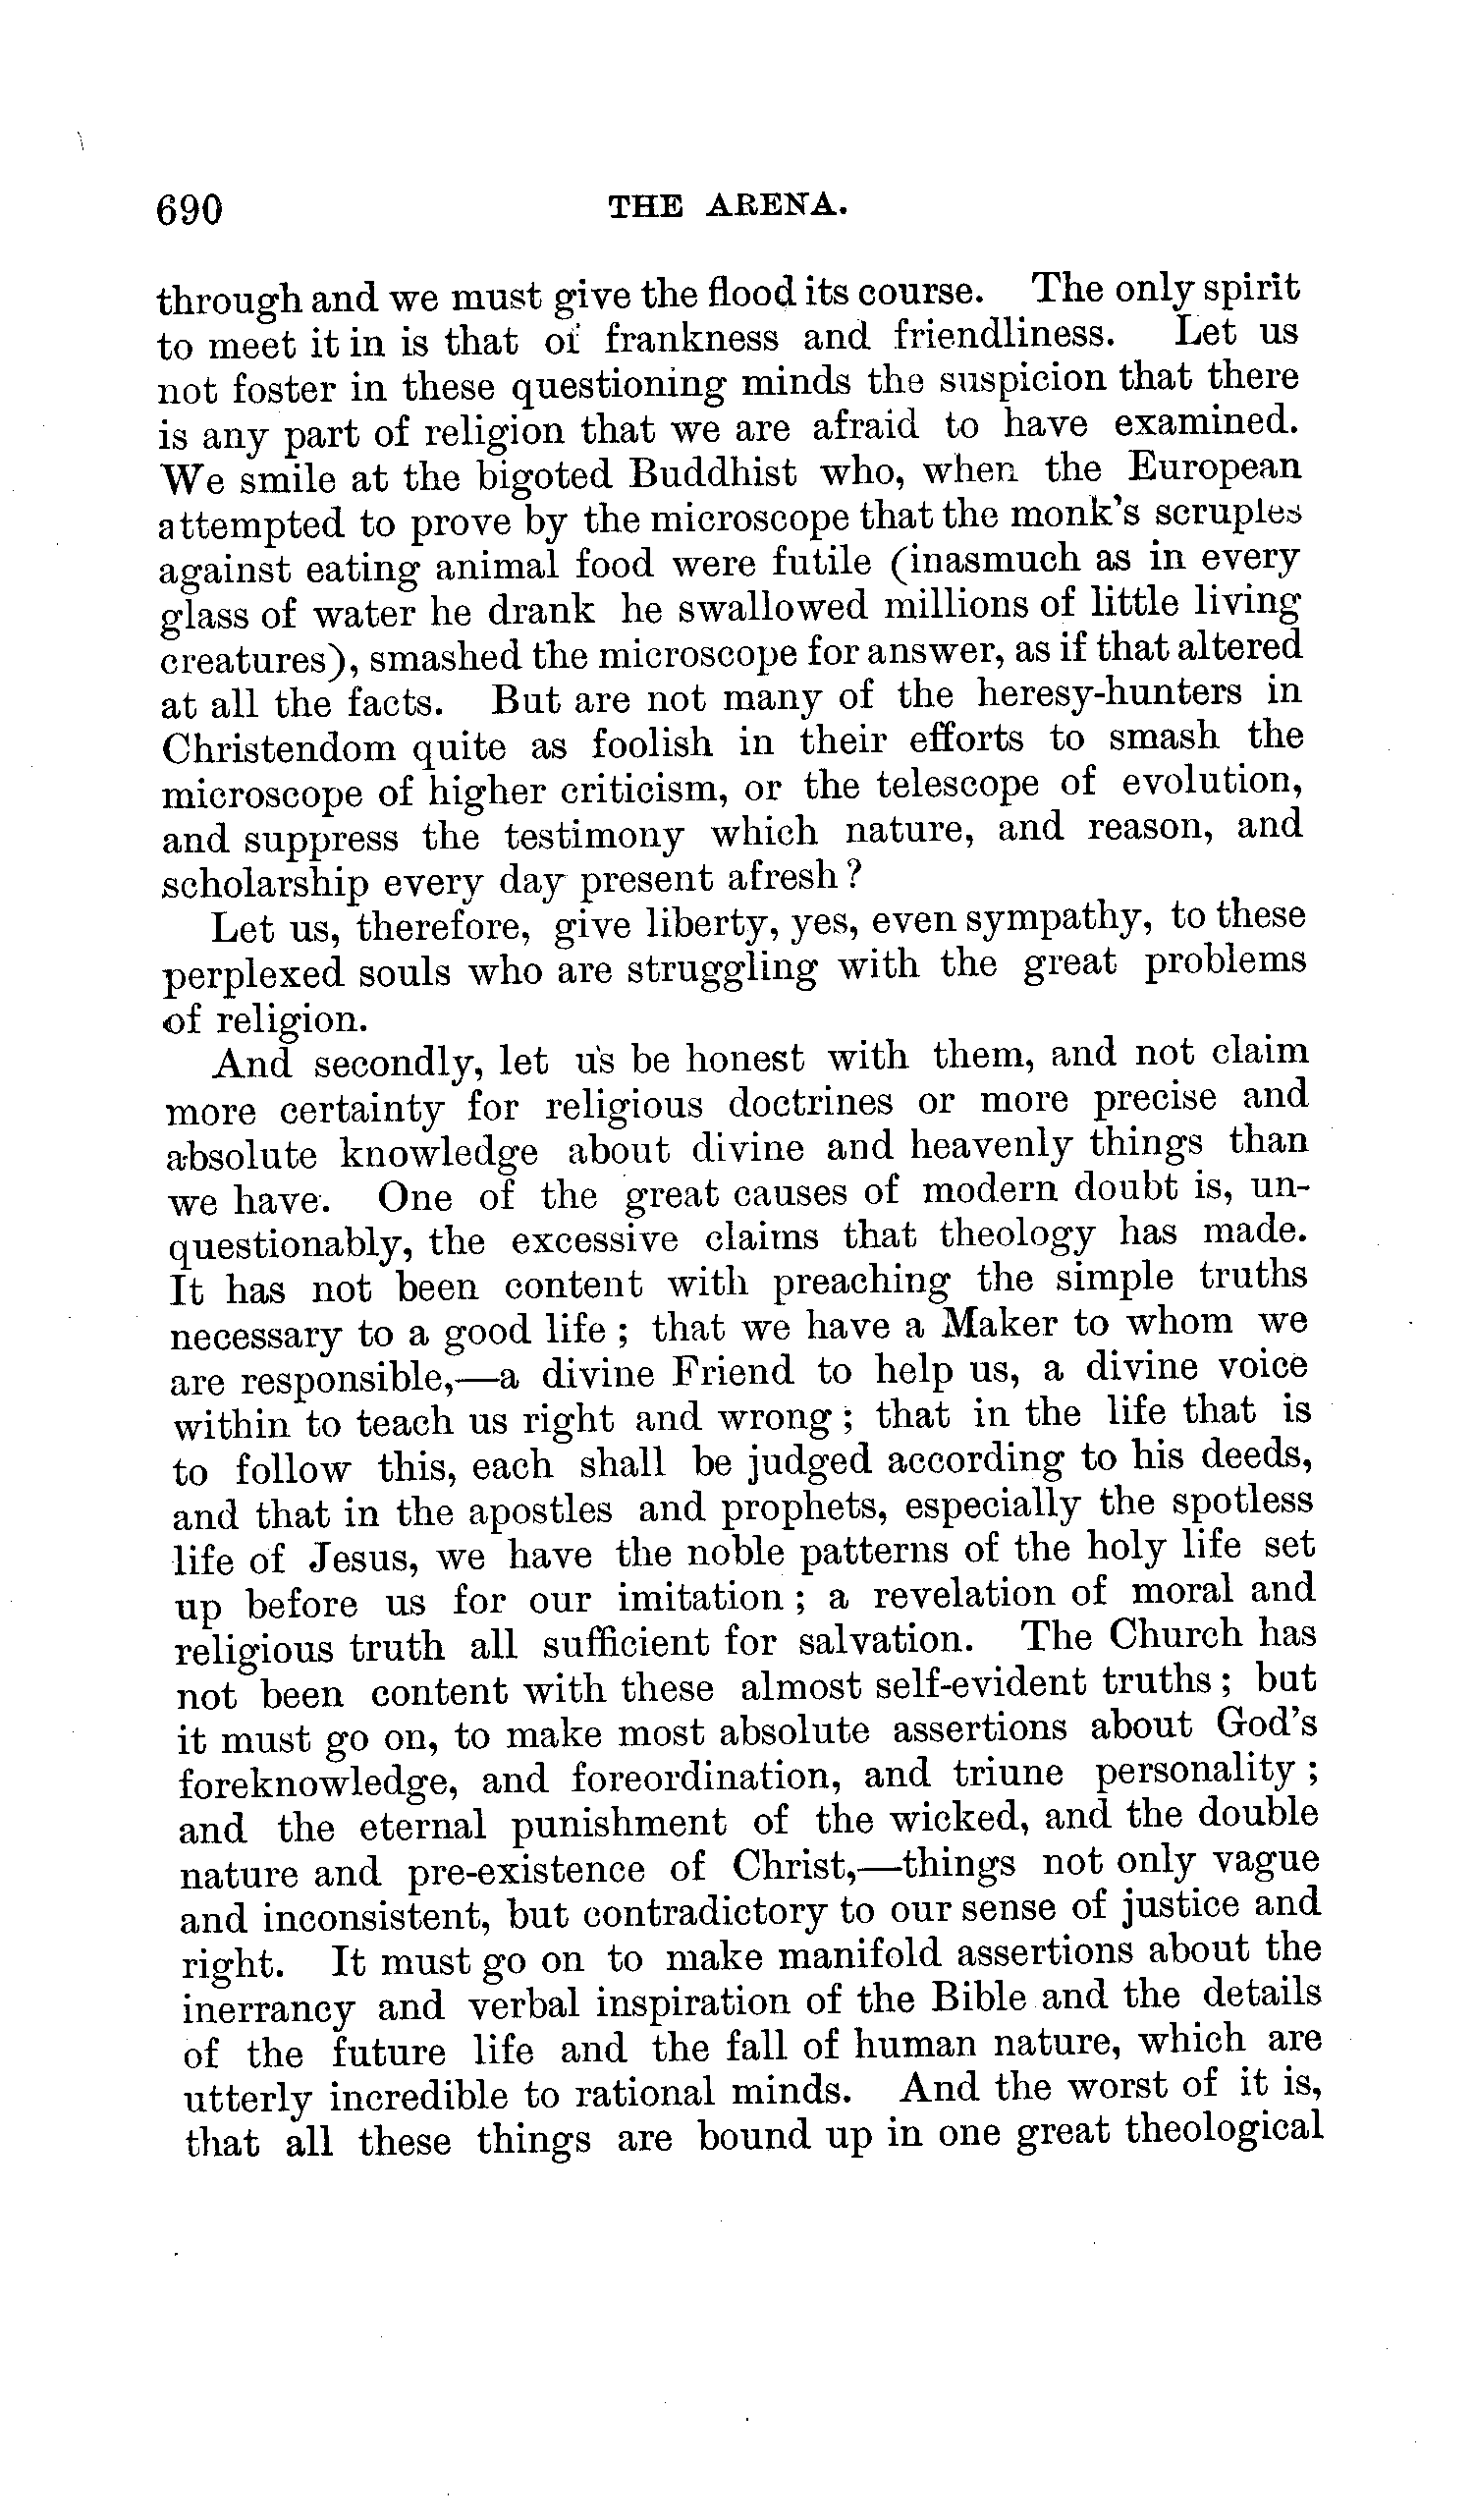 690 THE ARENA.
through and we must give the flood its course. The only spirit
to meet it in is that of frankness and friendliness. Let us
not foster in these questioning minds the suspicion that there
is any part of religion that we are afraid to have examined.
We smile at the bigoted Buddhist who, when the European
attempted to prove by the microscope that the monk's scruples
against eating animal food were futile (inasmuch as in every
glass of water he drank he swallowed millions of little living
creatures), smashed the microscope for answer, as if that altered
at all the facts. But are not many of the heresy-hunters in
Christendom quite as foolish in their efforts to smash the
microscope of higher criticism, or the telescope of evolution,
and suppress the testimony which nature, and reason, and
scholarship every day present afresh?
Let us, therefore, give liberty, yes, even sympathy, to these
perplexed souls who are struggling with the great problems
of religion.
And secondly, let us be honest with them, and not claim
more certainty for religious doctrines or more precise and
absolute knowledge about divine and heavenly things than
we have. One of the great causes of modern doubt is, un-
questionably, the excessive claims that theology has made.
It has not been content with preaching the simple truths
necessary to a good life; that we have a Maker to whom we
are responsible,—a divine Friend to help us, a divine voice
within to teach us right and wrong; that in the life that is
to follow this, each shall be judged according to his deeds,
and that in the apostles and prophets, especially the spotless
life of Jesus, we have the noble patterns of the holy life set
up before us for our imitation; a revelation of moral and
religious truth all sufficient for salvation. The Church has
not been content with these almost self-evident truths; but
it must go on, to make most absolute assertions about God's
foreknowledge, and foreordination, and triune personality;
and the eternal punishment of the wicked, and the double
nature and pre-existence of Christ,—things not only vague
and inconsistent, but contradictory to our sense of justice and
right. It must go on to make manifold assertions about the
inerrancy and verbal inspiration of the Bible and the details
of the future life and the fall of human nature, which are
utterly incredible to rational minds. And the worst of it is,
that all these things are bound up in one great theological